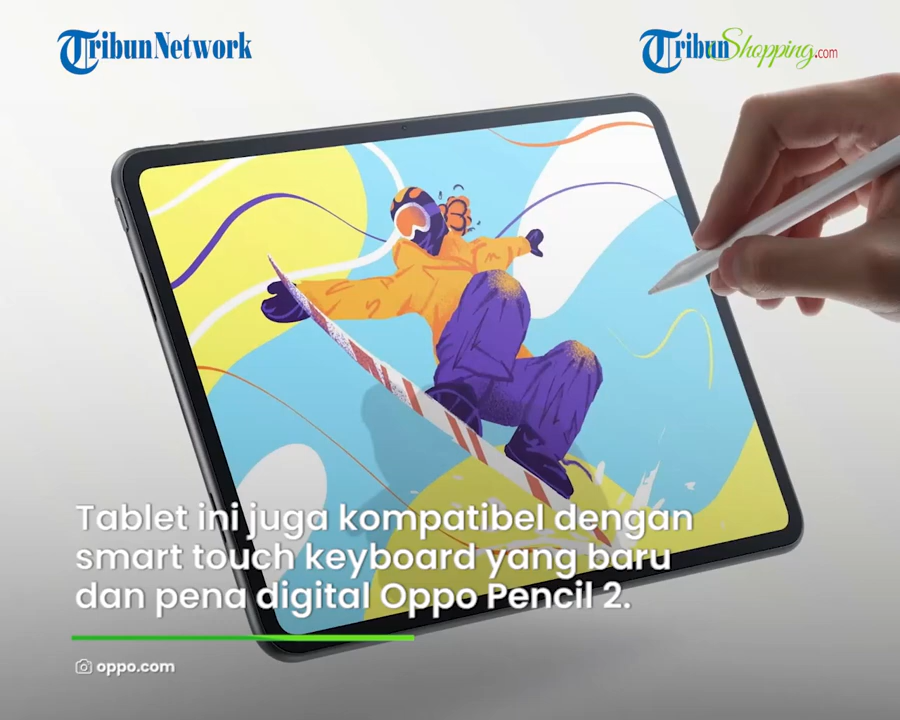 TribunNetwork
TribunShopping.com
Tablet ini juga kompatibel dengan
smart touch keyboard yang baru
dan pena digital Oppo Pencil 2.
oppo.com